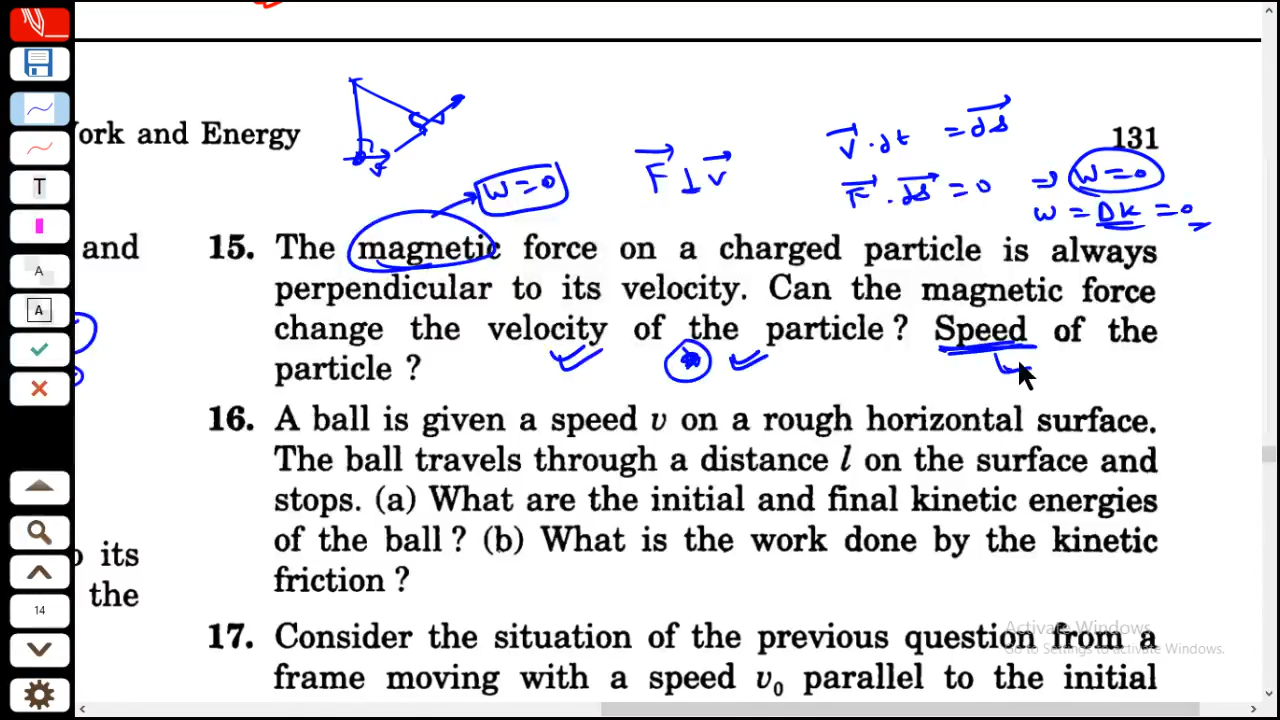 ork and Energy
131
v
W = 0
F ⊥ v
v . dt = ds
F . ds = 0 ⇒ W = 0
W = Δk = 0
and
15. The magnetic force on a charged particle is always
perpendicular to its velocity. Can the magnetic force
change the velocity of the particle ? Speed of the
particle ?
16. A ball is given a speed v on a rough horizontal surface.
The ball travels through a distance l on the surface and
stops. (a) What are the initial and final kinetic energies
of the ball ? (b) What is the work done by the kinetic
friction ?
its
the
17. Consider the situation of the previous question from a
frame moving with a speed v₀ parallel to the initial
T
A
A
14
Activate Windows
Go to Settings to activate Windows.